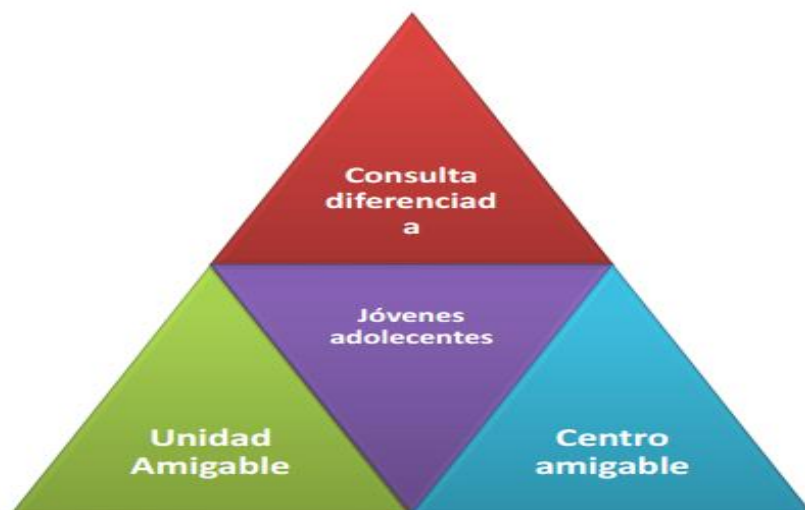 Consulta
diferenciad
a
Jóvenes
adolecentes
Unidad
Amigable
Centro
amigable